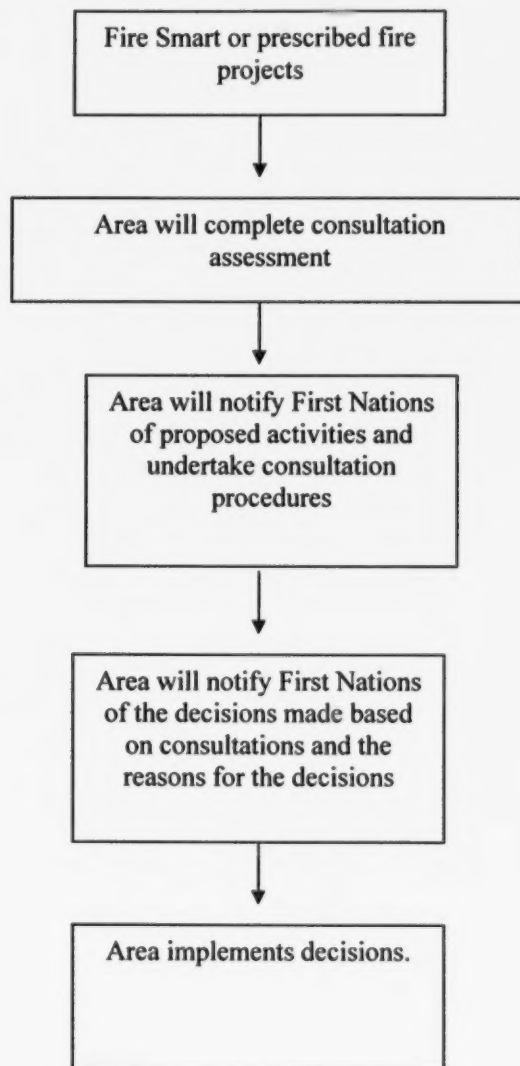 Fire Smart or prescribed fire
projects
Area will complete consultation
assessment
Area will notify First Nations
of proposed activities and
undertake consultation
procedures
Area will notify First Nations
of the decisions made based
on consultations and the
reasons for the decisions
Area implements decisions.